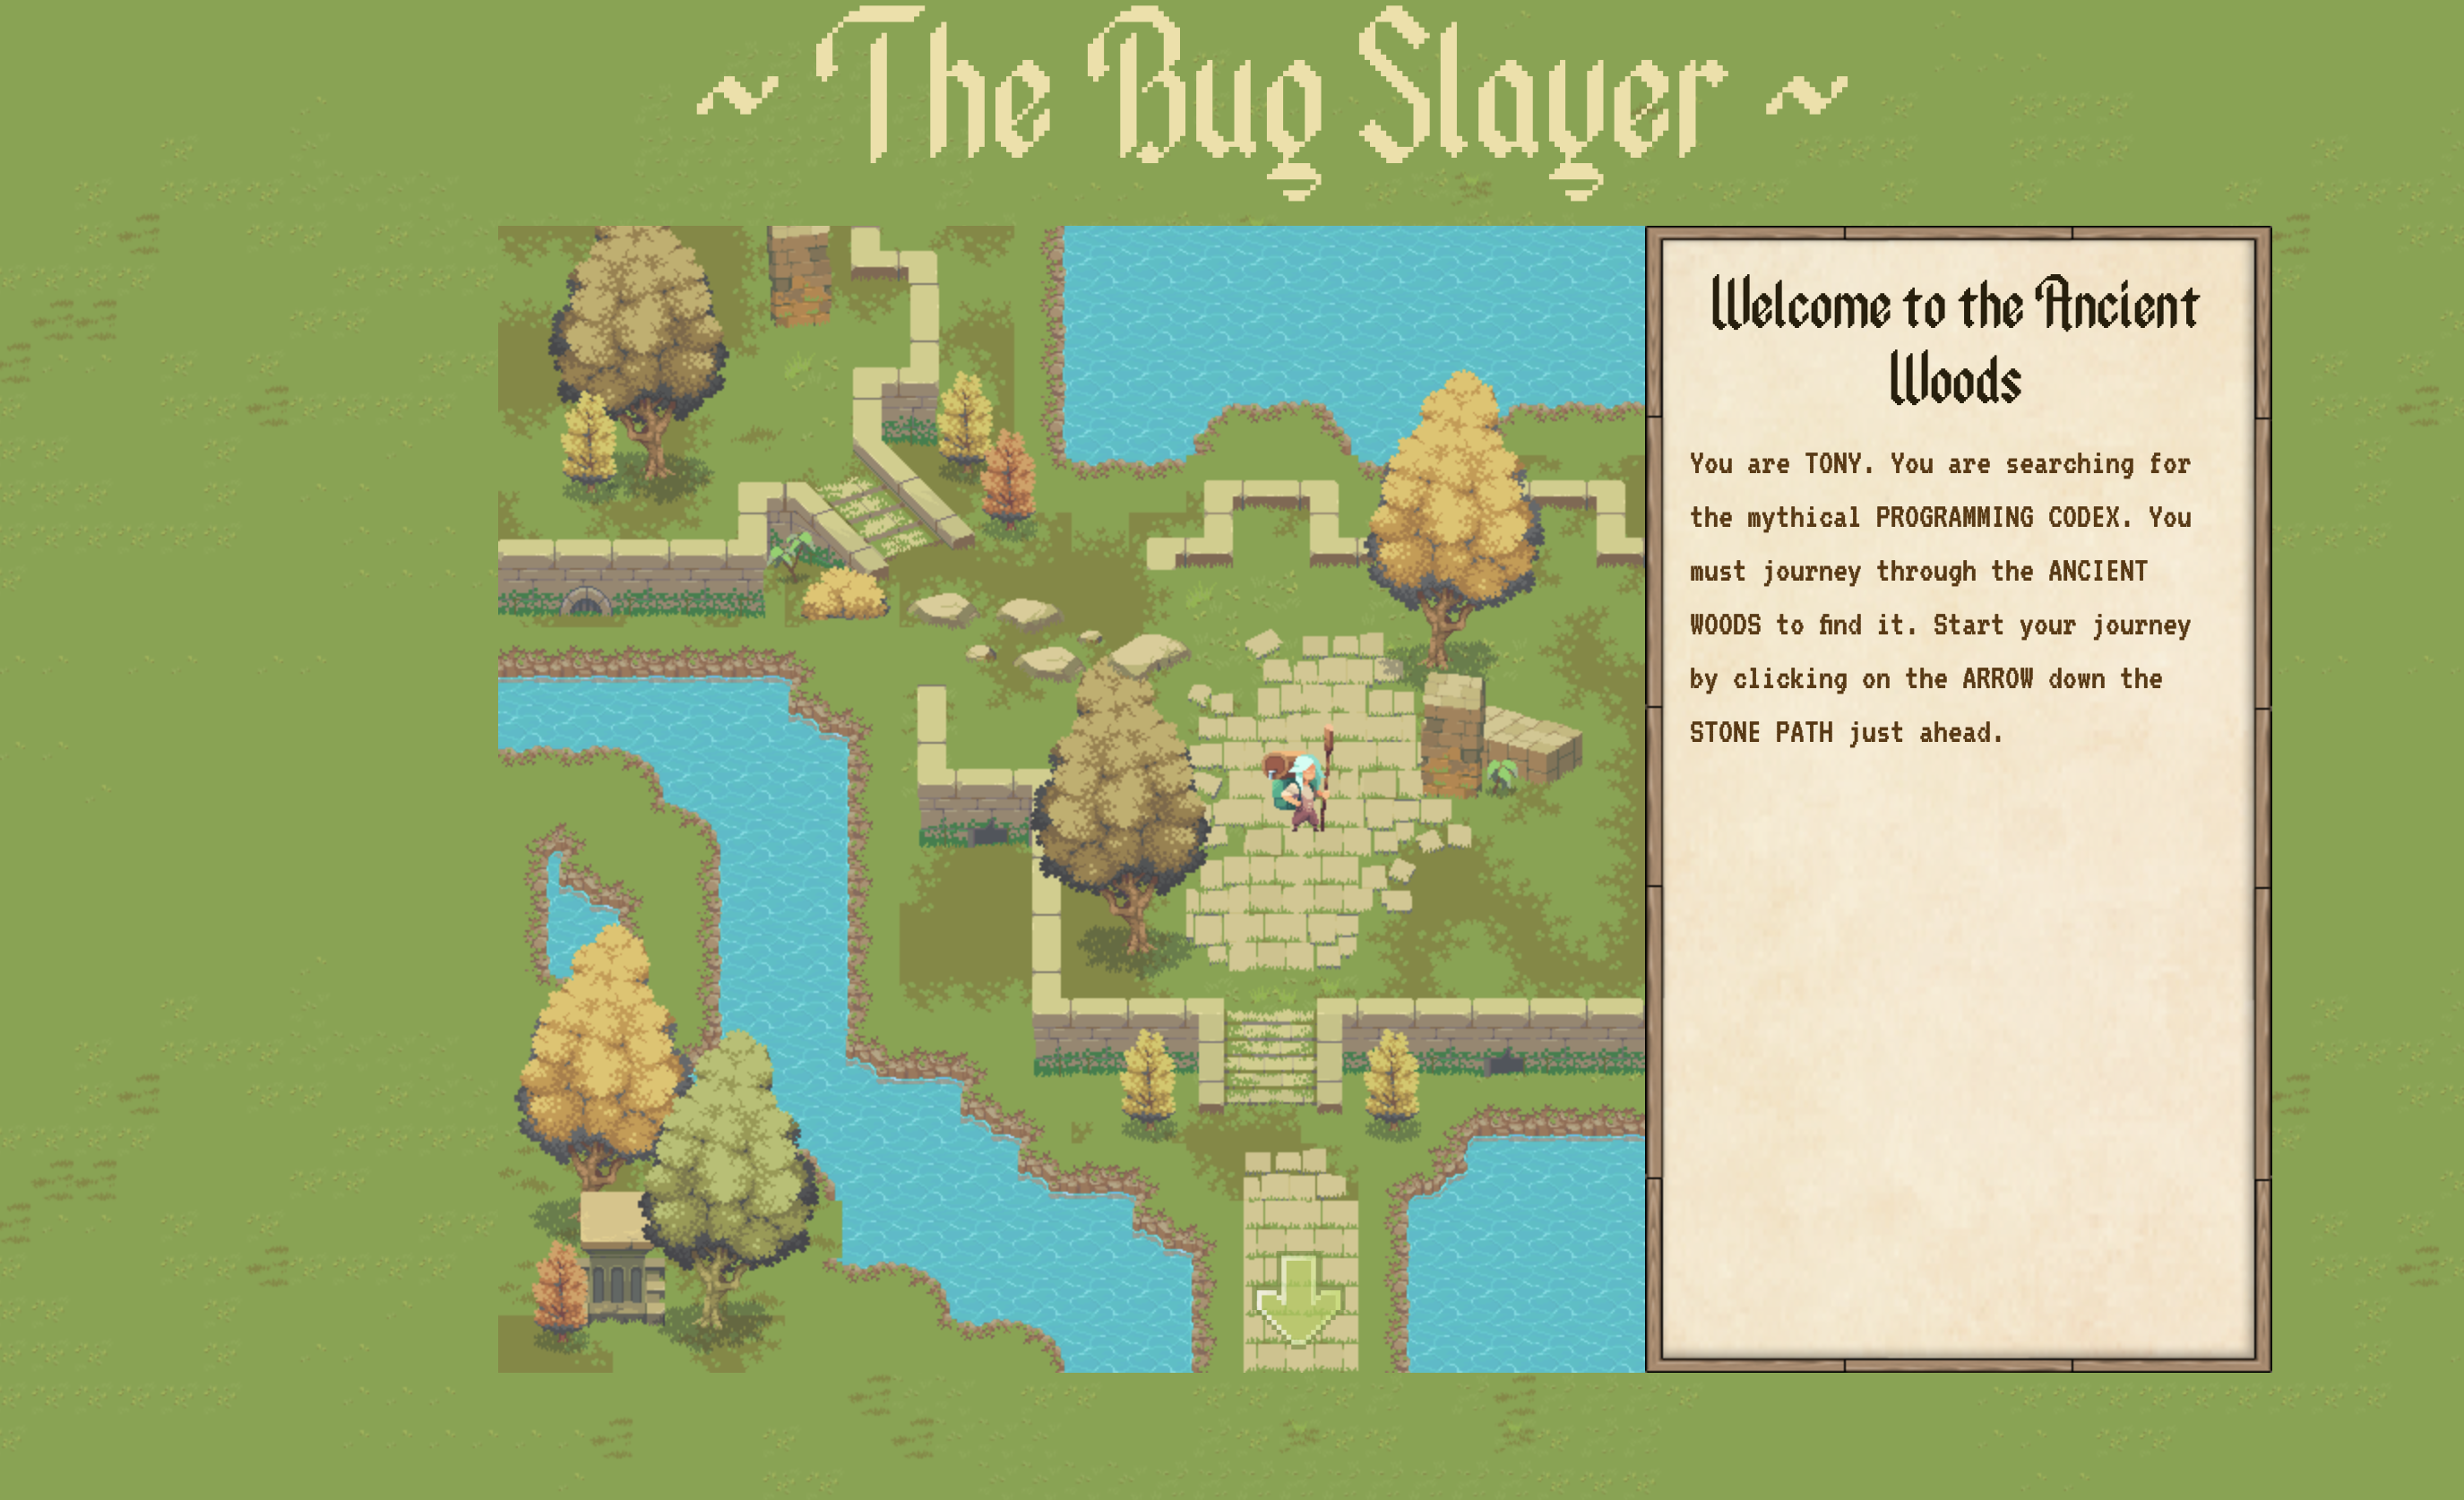 ~ The Bug Slayer ~
Welcome to the Ancient
Woods
You are TONY. You are searching for
the mythical PROGRAMMING CODEX. You
must journey through the ANCIENT
WOODS to find it. Start your journey
by clicking on the ARROW down the
STONE PATH just ahead.